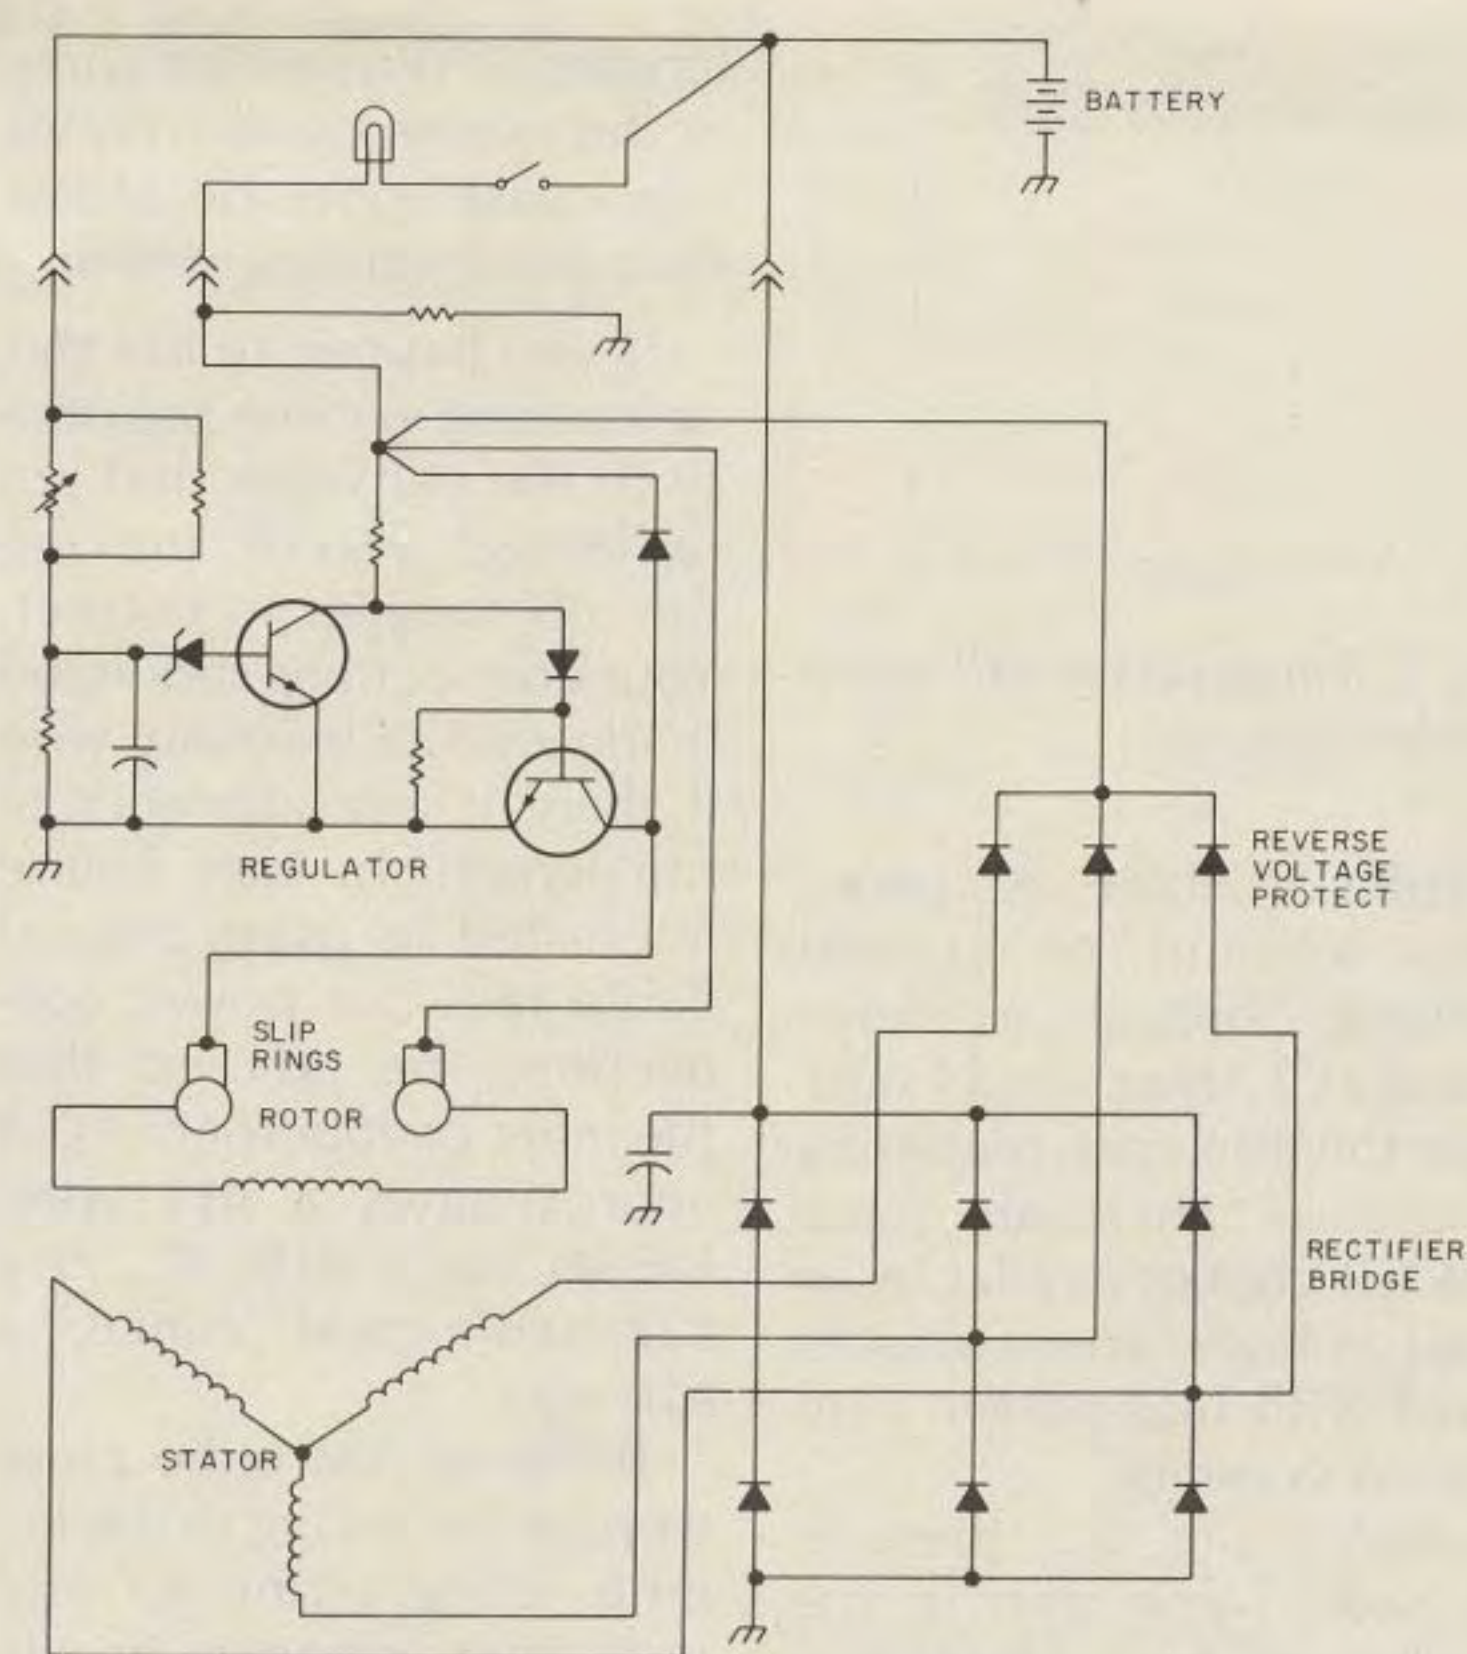 BATTERY
REGULATOR
REVERSE
VOLTAGE
PROTECT
SLIP
RINGS
ROTOR
RECTIFIER
BRIDGE
STATOR